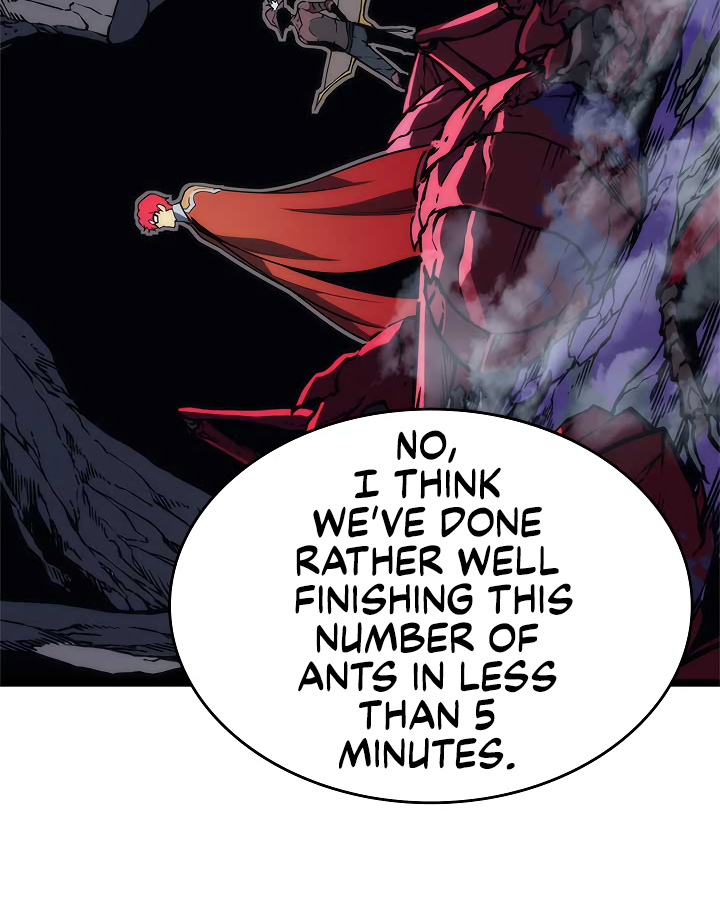 NO,
I THINK
WE'VE DONE
RATHER WELL
FINISHING THIS
NUMBER OF
ANTS IN LESS
THAN 5
MINUTES.